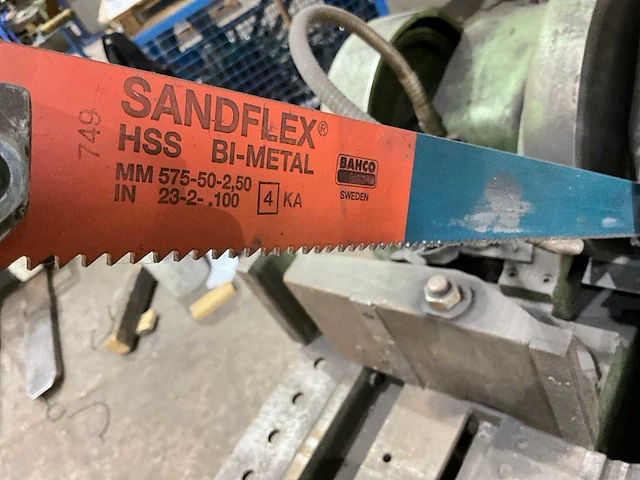 749
SANDFLEX®
HSS BI-METAL
MM 575-50-2,50
IN 23-2- ,100 4 KA
BAHCO
SWEDEN